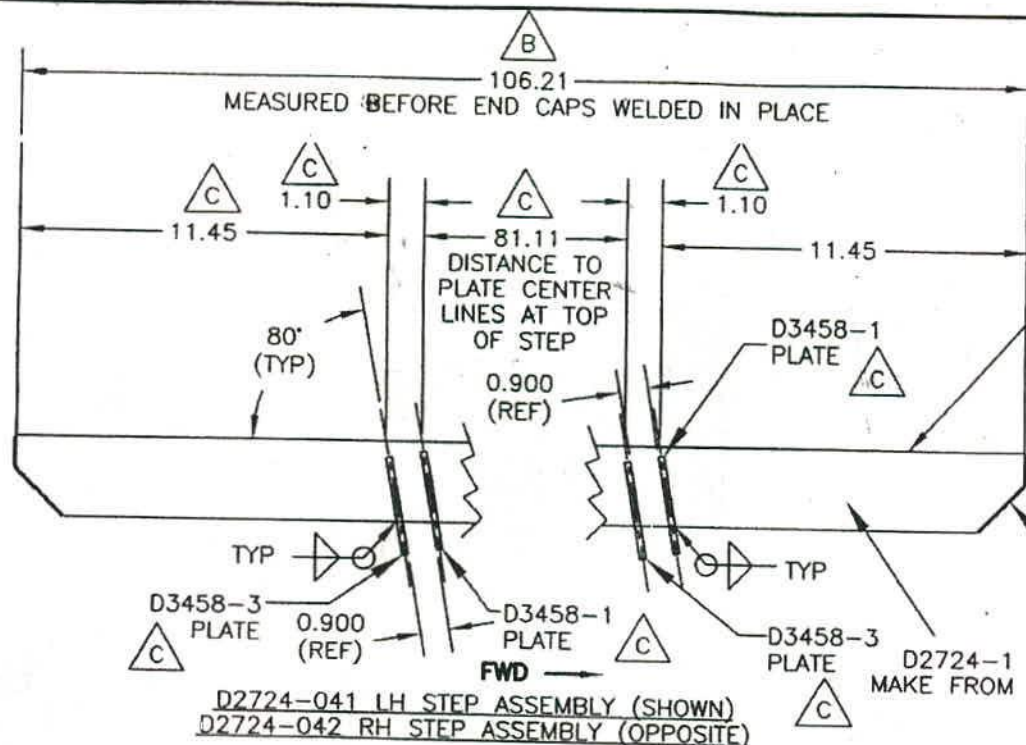 B
106.21
MEASURED BEFORE END CAPS WELDED IN PLACE
C
1.10
C
11.45
C
81.11
DISTANCE TO
PLATE CENTER
LINES AT TOP
OF STEP
C
1.10
11.45
80°
(TYP)
0.900
(REF)
D3458-1
PLATE
C
TYP
D3458-3
PLATE
C
0.900
(REF)
D3458-1
PLATE
C
TYP
D3458-3
PLATE
C
D2724-1
MAKE FROM
FWD
D2724-041 LH STEP ASSEMBLY (SHOWN)
D2724-042 RH STEP ASSEMBLY (OPPOSITE)